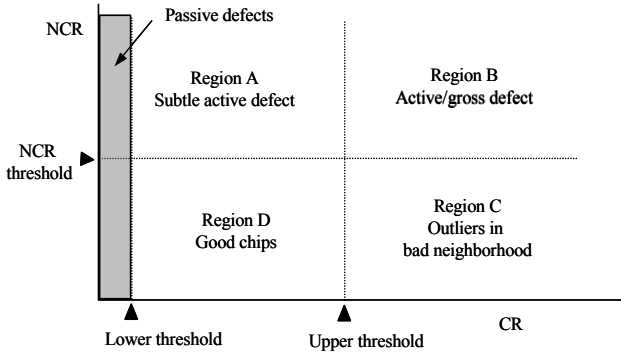 Passive defects
NCR
Region A
Subtle active defect
Region B
Active/gross defect
NCR
threshold
Region D
Good chips
Region C
Outliers in
bad neighborhood
Lower threshold
Upper threshold
CR